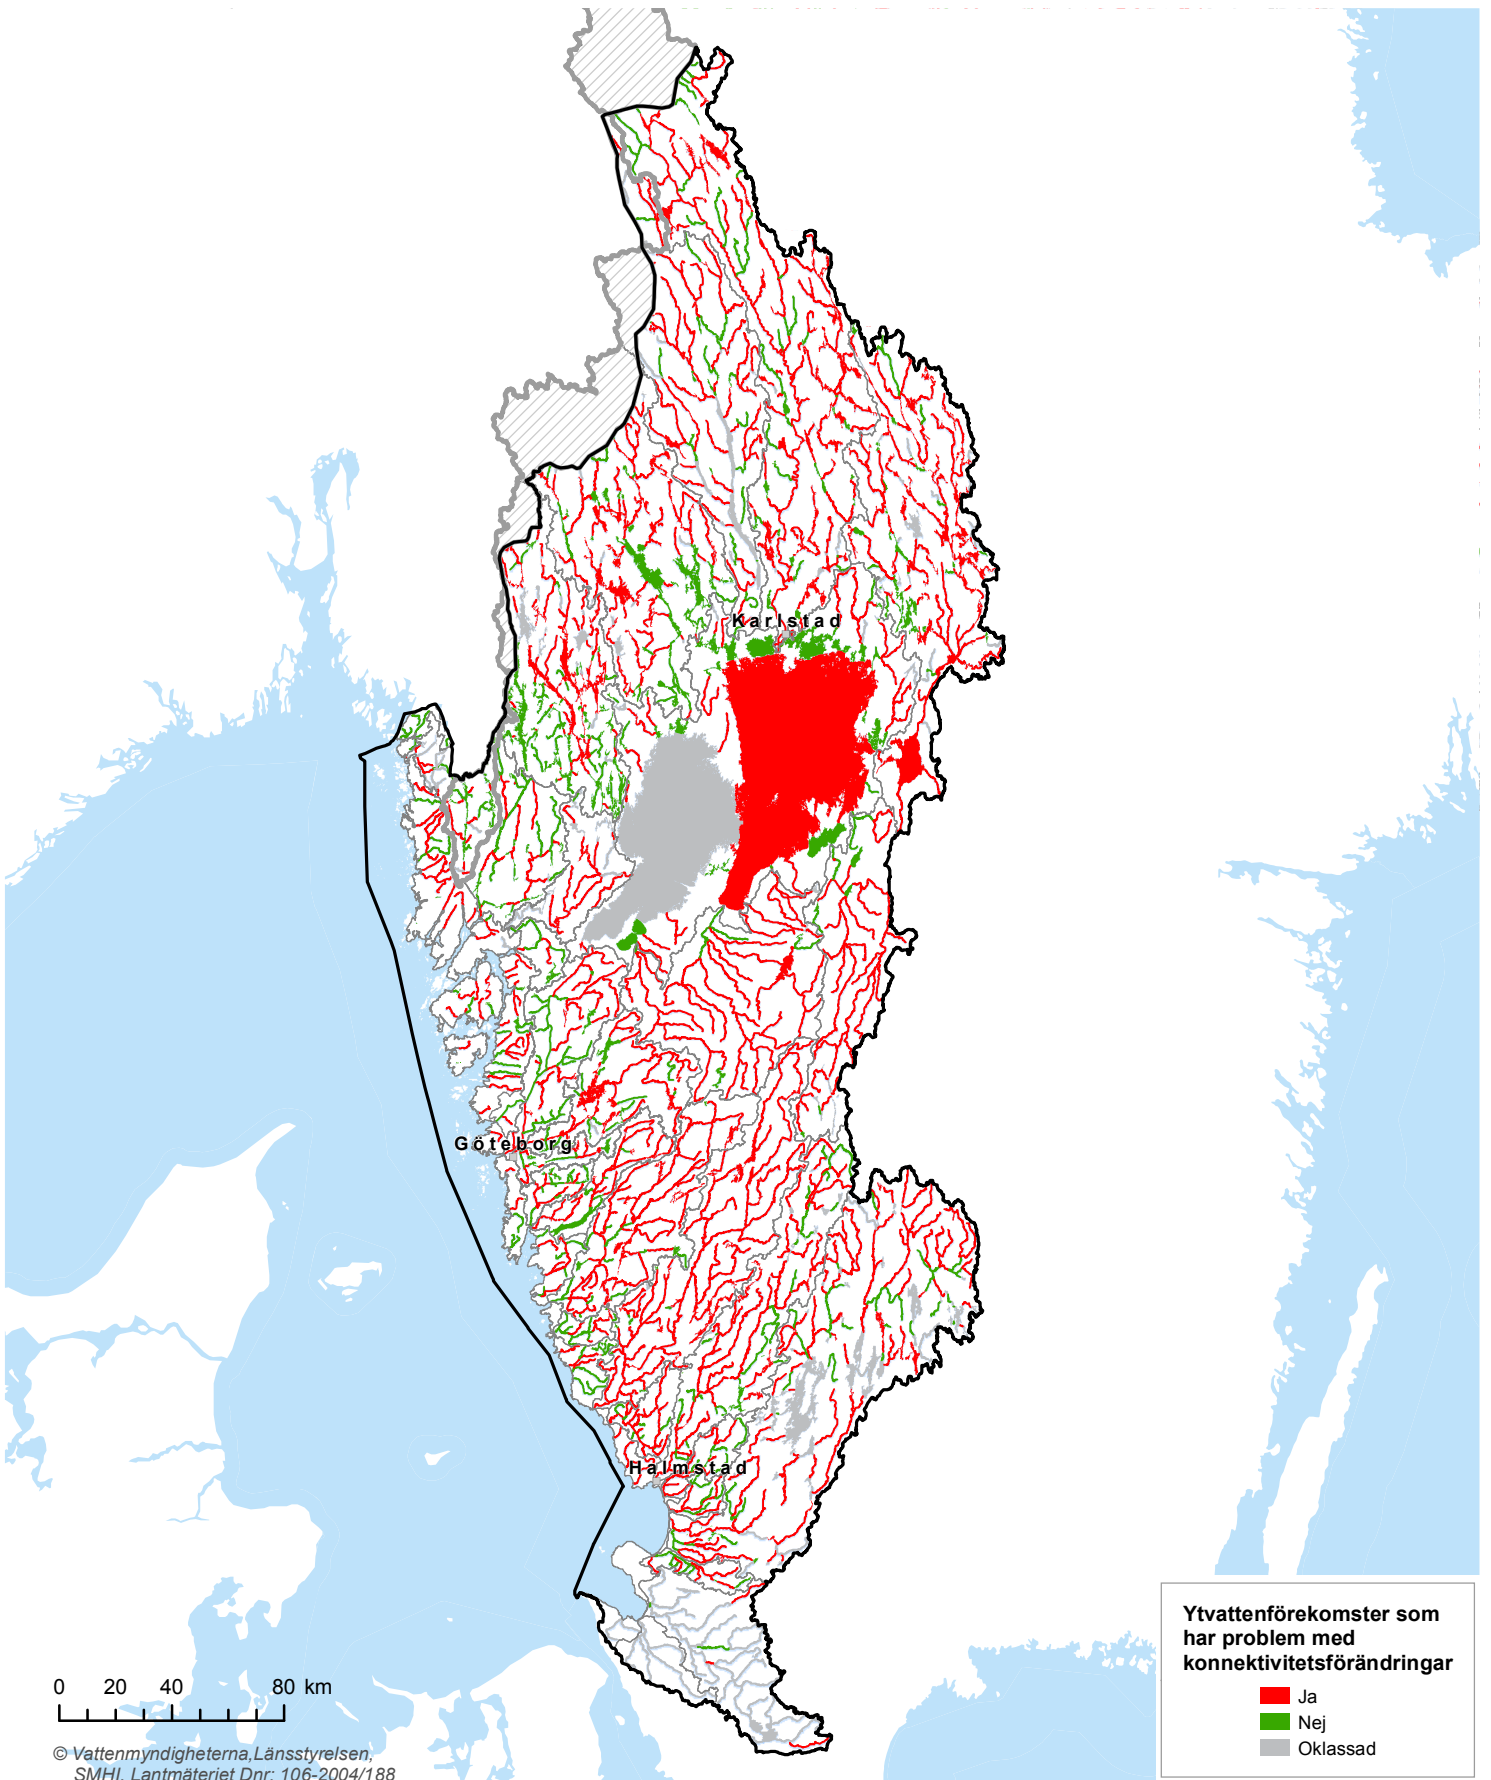 Karlstad
Göteborg
Halmstad
0 20 40 80 km
© Vattenmyndigheterna,Länsstyrelsen,
SMHI, Lantmäteriet Dnr: 106-2004/188
Ytvattenförekomster som
har problem med
konnektivitetsförändringar
Ja
Nej
Oklassad